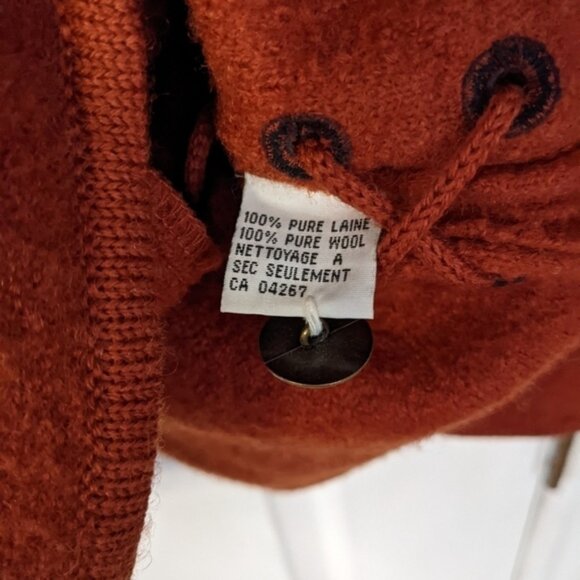 100% PURE LAINE
100% PURE WOOL
NETTOYAGE A
SEC SEULEMENT
CA 04267